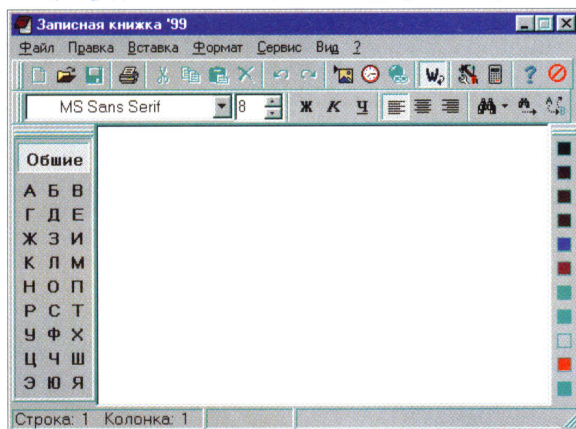 Записная книжка '99
Файл Правка Вставка Формат Сервис Вид ?
W
MS Sans Serif 8 Ж К Ч
Обшие
А Б В
Г Д Е
Ж З И
К Л М
Н О П
Р С Т
У Ф Х
Ц Ч Ш
Э Ю Я
Строка: 1 Колонка: 1